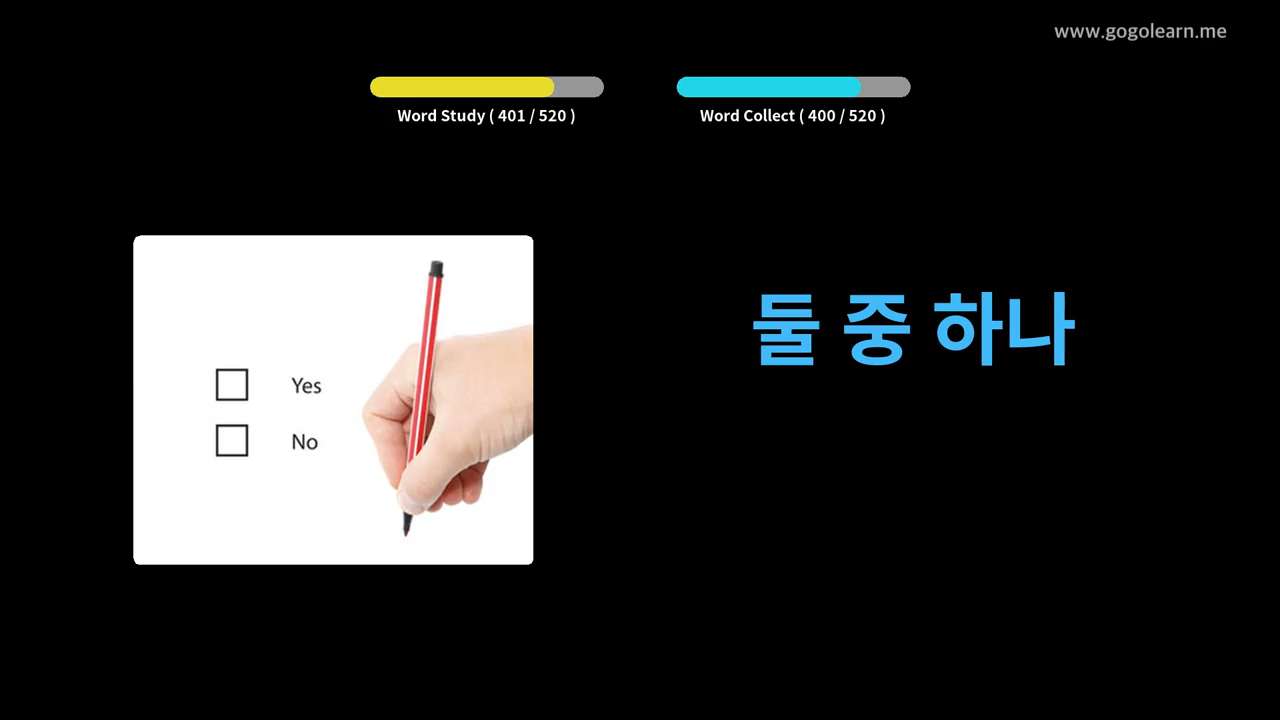 www.gogolearn.me
Word Study ( 401 / 520 )
Word Collect ( 400 / 520 )
둘 중 하나
Yes
No